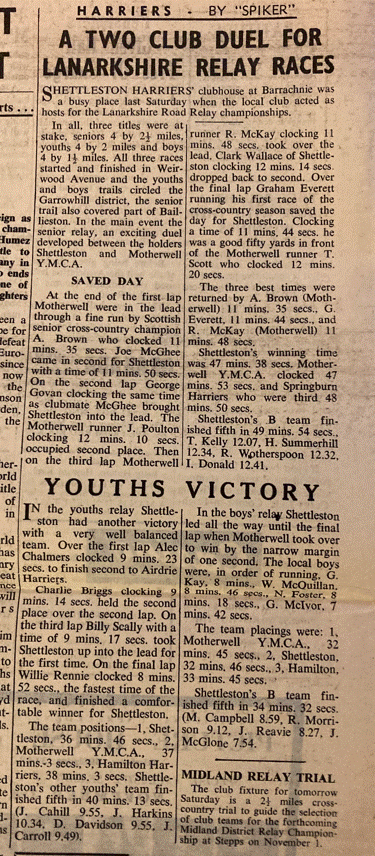 HARRIERS - BY "SPIKER"
A TWO CLUB DUEL FOR
LANARKSHIRE RELAY RACES
SHETTLESTON HARRIERS' clubhouse at Barrachnie was
a busy place last Saturday when the local club acted as
hosts for the Lanarkshire Road Relay championships.
In all, three titles were at
stake, seniors 4 by 2½ miles,
youths 4 by 2 miles and boys
4 by 1½ miles. All three races
started and finished in Weir-
wood Avenue and the youths
and boys trails circled the
Garrowhill district, the senior
trail also covered part of Bail-
lieston. In the main event the
senior relay, an exciting duel
developed between the holders
Shettleston and Motherwell
Y.M.C.A.
SAVED DAY
At the end of the first lap
Motherwell were in the lead
through a fine run by Scottish
senior cross-country champion
A. Brown who clocked 11
mins. 35 secs. Joe McGhee
came in second for Shettleston
with a time of 11 mins. 50 secs.
On the second lap George
Govan clocking the same time
as clubmate McGhee brought
Shettleston into the lead. The
Motherwell runner J. Poulton
clocking 12 mins. 10 secs.
occupied second place. Then
on the third lap Motherwell
runner R. McKay clocking 11
mins. 48 secs. took over the
lead. Clark Wallace of Shettle-
ston clocking 12 mins. 14 secs.
dropped back to second. Over
the final lap Graham Everett
running his first race of the
cross-country season saved the
day for Shettleston. Clocking
a time of 11 mins. 44 secs. he
was a good fifty yards in front
of the Motherwell runner T.
Scott who clocked 12 mins.
20 secs.
The three best times were
returned by A. Brown (Moth-
erwell) 11 mins. 35 secs., G.
Everett, 11 mins. 44 secs., and
R. McKay (Motherwell) 11
mins. 48 secs.
Shettleston's winning time
was 47 mins. 38 secs. Mother-
well Y.M.C.A. clocked 47
mins. 53 secs. and Springburn
Harriers who were third 48
mins. 50 secs.
Shettleston's B team fin-
ished fifth in 49 mins. 54 secs.,
T. Kelly 12.07, H. Summerhill
12.34, R. Wotherspoon 12.32,
I. Donald 12.41.
YOUTHS VICTORY
IN the youths relay Shettle-
ston had another victory
with a very well balanced
team. Over the first lap Alec
Chalmers clocked 9 mins. 23
secs. to finish second to Airdrie
Harriers.
Charlie Briggs clocking 9
mins. 14 secs. held the second
place over the second lap. On
the third lap Billy Scally with a
time of 9 mins. 17 secs. took
Shettleston up into the lead for
the first time. On the final lap
Willie Rennie clocked 8 mins.
52 secs., the fastest time of the
race, and finished a comfor-
table winner for Shettleston.
The team positions—1, Shet-
tleston, 36 mins. 46 secs., 2,
Motherwell Y.M.C.A., 37
mins. 3 secs., 3, Hamilton Har-
riers, 38 mins. 3 secs. Shettle-
ston's other youths' team fin-
ished fifth in 40 mins. 13 secs.
(J. Cahill 9.55, J. Harkins
10.34, D. Davidson 9.55, J.
Carroll 9.49).
In the boys' relay Shettleston
led all the way until the final
lap when Motherwell took over
to win by the narrow margin
of one second. The local boys
were, in order of running, G.
Kay, 8 mins., W. McQuillan,
8 mins. 46 secs., N. Foster, 8
mins. 18 secs., G. McIvor, 7
mins. 42 secs.
The team placings were: 1,
Motherwell Y.M.C.A., 32
mins. 45 secs., 2, Shettleston,
32 mins. 46 secs., 3, Hamilton,
33 mins. 45 secs.
Shettleston's B team fin-
ished fifth in 34 mins. 32 secs.
(M. Campbell 8.59, R. Morri-
son 9.12, J. Reavie 8.27, J.
McGlone 7.54.
MIDLAND RELAY TRIAL
The club fixture for tomorrow
Saturday is a 2½ miles cross-
country trial to guide the selection
of club teams for the forthcoming
Midland District Relay Champion-
ship at Stepps on November 1.